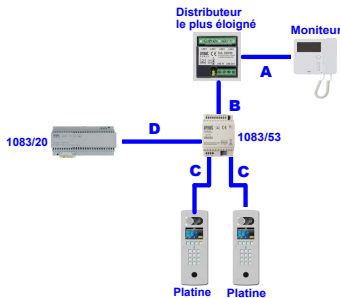 Distributeur
le plus éloigné
Moniteur
A
B
D
1083/20
1083/53
C
C
Platine
Platine